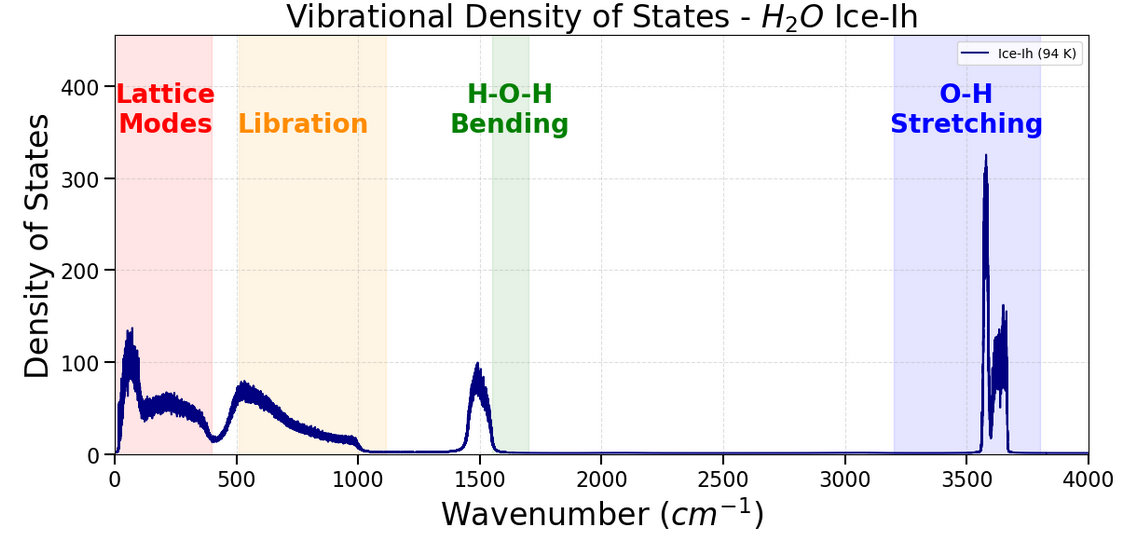 Vibrational Density of States - H₂O Ice-Ih
Ice-Ih (94 K)
Lattice
Modes
Libration
H-O-H
Bending
O-H
Stretching
Density of States
400
300
200
100
0
0 500 1000 1500 2000 2500 3000 3500 4000
Wavenumber (cm⁻¹)